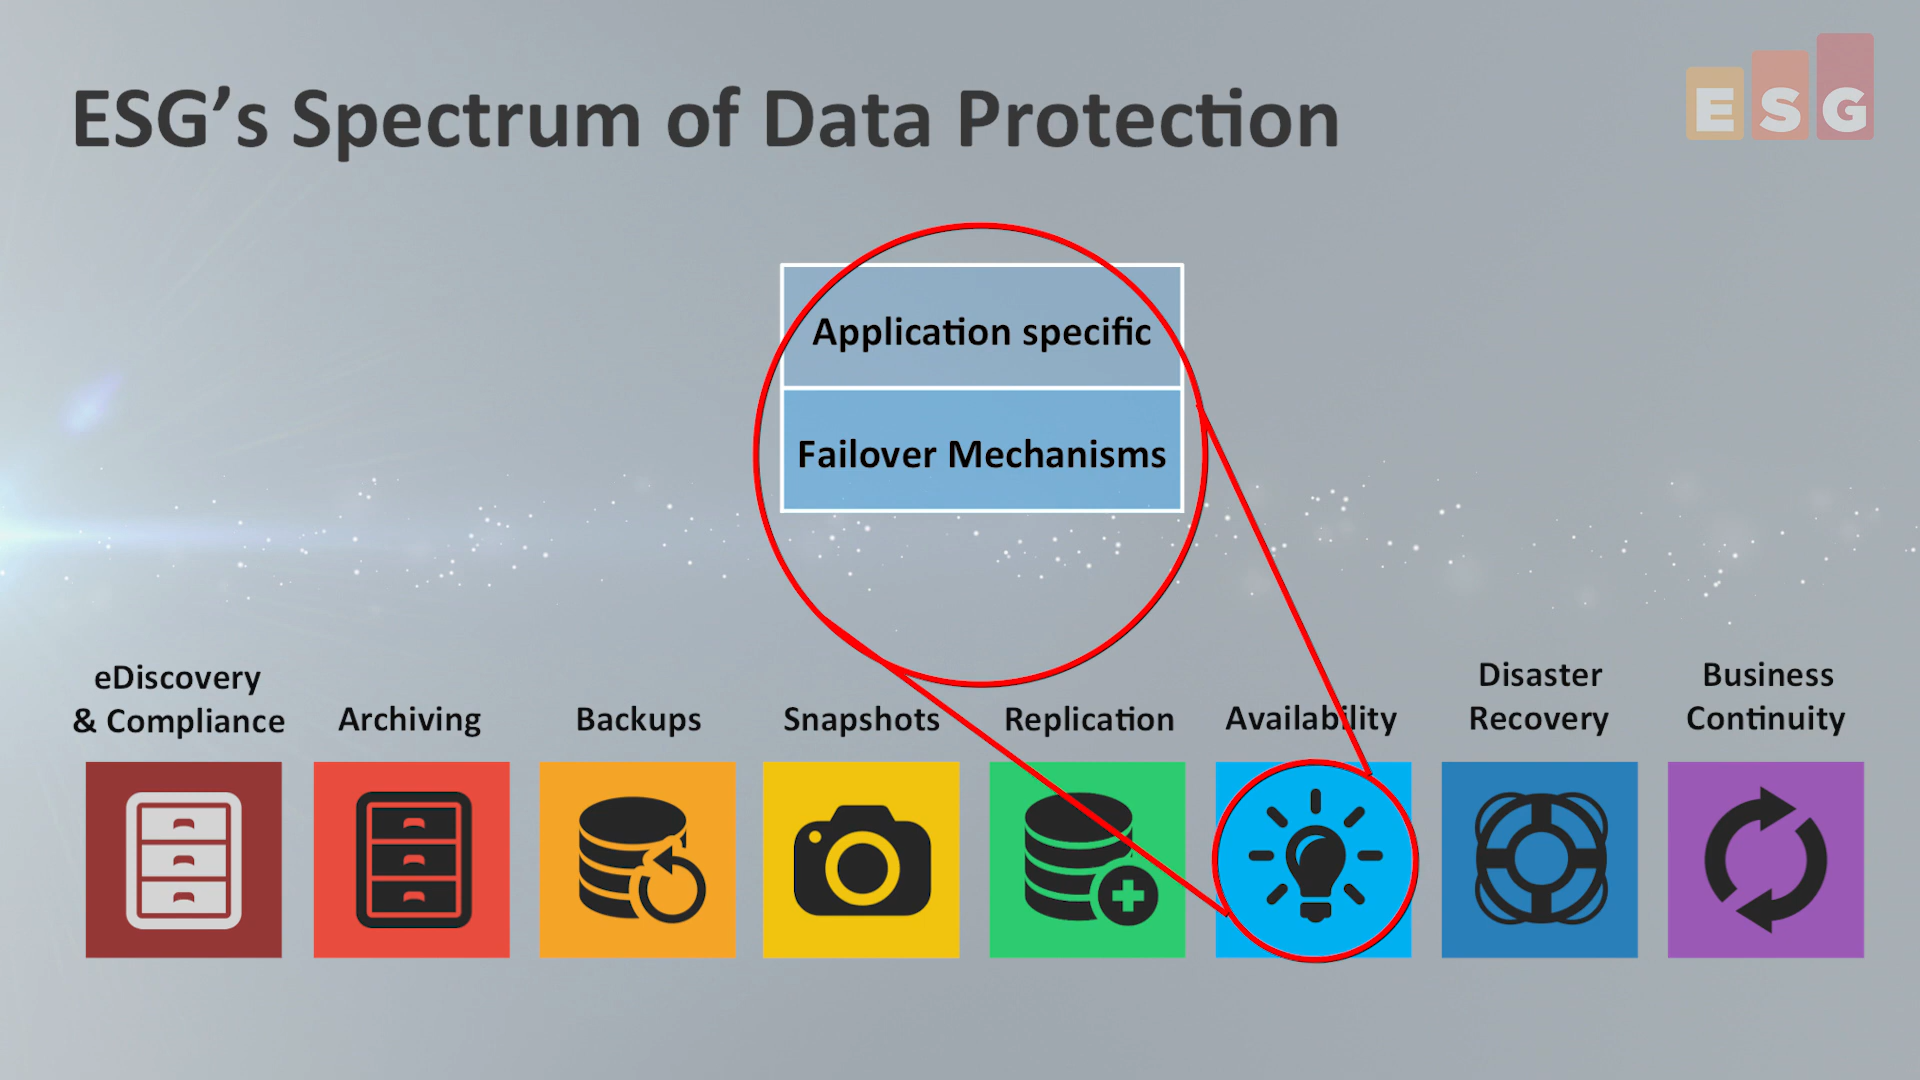 ESG's Spectrum of Data Protection
ESG
Application specific
Failover Mechanisms
eDiscovery
& Compliance
Archiving
Backups
Snapshots
Replication
Availability
Disaster
Recovery
Business
Continuity